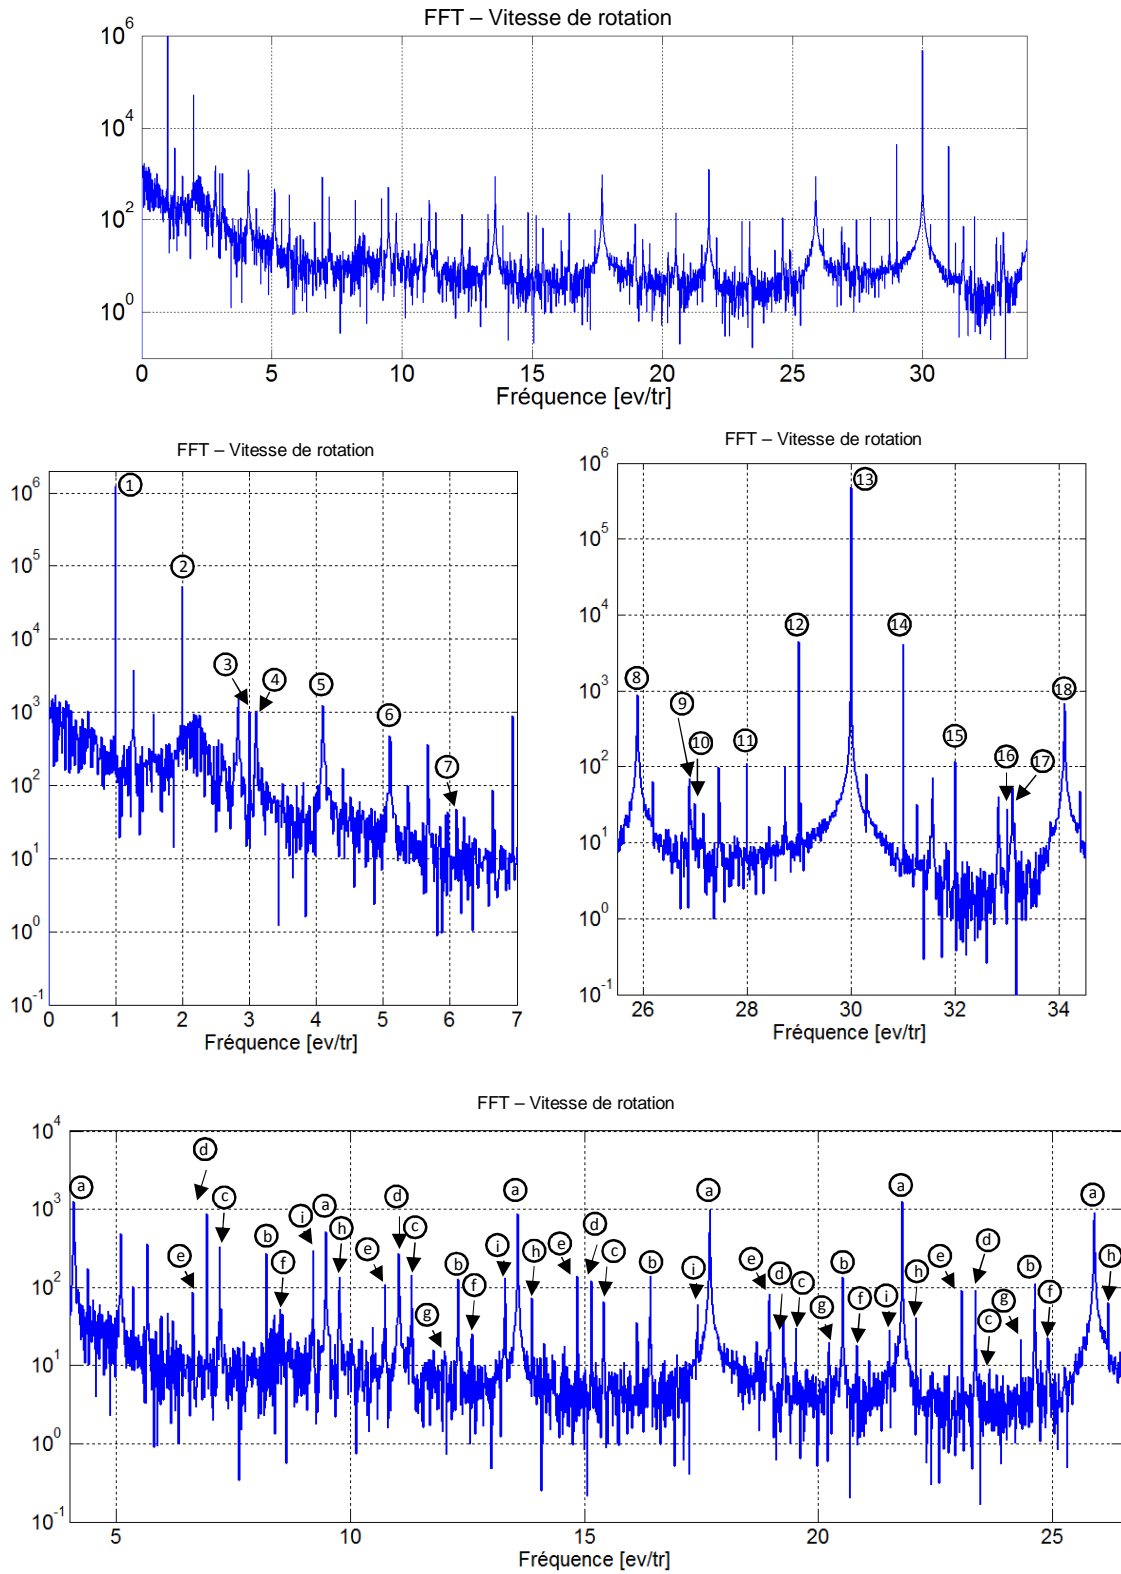 FFT – Vitesse de rotation
10^6
10^4
10^2
10^0
0 5 10 15 20 25 30
Fréquence [ev/tr]
FFT – Vitesse de rotation
10^6
10^5
10^4
10^3
10^2
10^1
10^0
10^-1
1
2
3 4 5 6
7
0 1 2 3 4 5 6 7
Fréquence [ev/tr]
FFT – Vitesse de rotation
10^6
10^5
10^4
10^3
10^2
10^1
10^0
10^-1
13
12 14
8 18
9 10 11 15 16 17
26 28 30 32 34
Fréquence [ev/tr]
FFT – Vitesse de rotation
10^4
10^3
10^2
10^1
10^0
10^-1
a d c b i a h d c a a a a
e f e g b f i h e d c b i e d c g b f i h e d c g b f h
5 10 15 20 25
Fréquence [ev/tr]